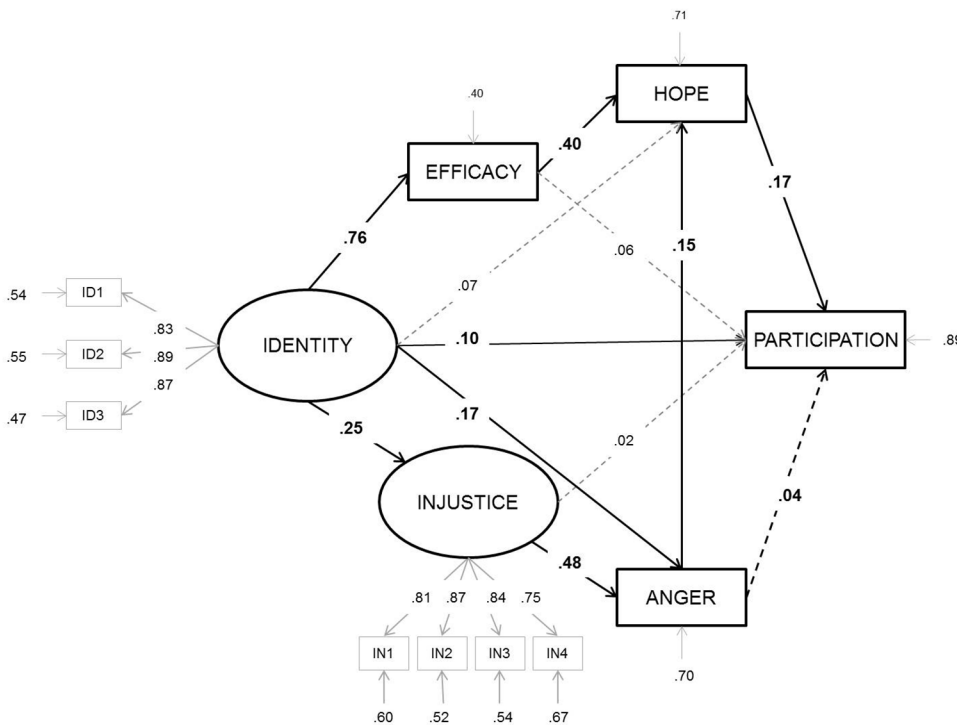 .71
HOPE
.40
.40
EFFICACY
.17
.76
.15
.06
.07
.54
ID1
.83
IDENTITY
.10
PARTICIPATION
.89
.55
ID2
.89
.87
.47
ID3
.25
.17
.02
INJUSTICE
.04
.48
.81
.87
.84
.75
ANGER
IN1
IN2
IN3
IN4
.70
.60
.52
.54
.67